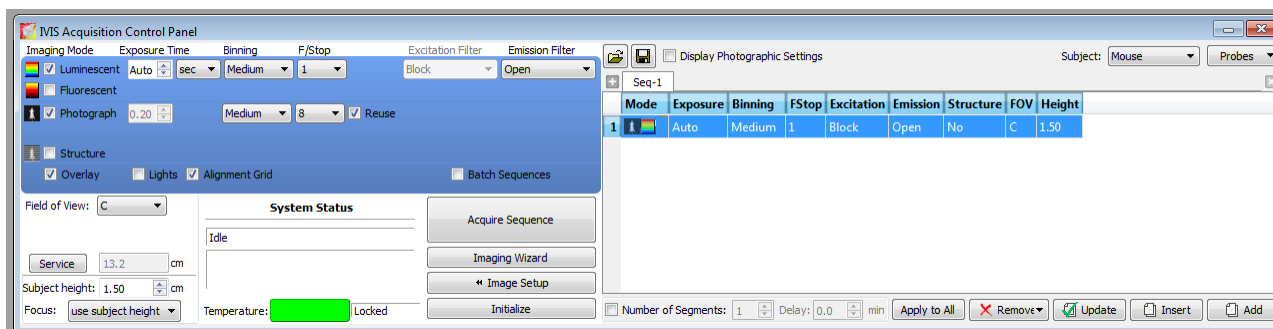 IVIS Acquisition Control Panel
Imaging Mode Exposure Time Binning F/Stop Excitation Filter Emission Filter
Luminescent Auto sec Medium 1 Block Open
Fluorescent
Photograph 0.20 Medium 8 Reuse
Structure
Overlay Lights Alignment Grid Batch Sequences
Field of View: C
Service 13.2 cm
Subject height: 1.50 cm
Focus: use subject height
System Status
Idle
Temperature: Locked
Acquire Sequence
Imaging Wizard
Image Setup
Initialize
Display Photographic Settings Subject: Mouse Probes
Seq-1
Mode Exposure Binning FStop Excitation Emission Structure FOV Height
1 Auto Medium 1 Block Open No C 1.50
Number of Segments: 1 Delay: 0.0 min Apply to All Remove Update Insert Add